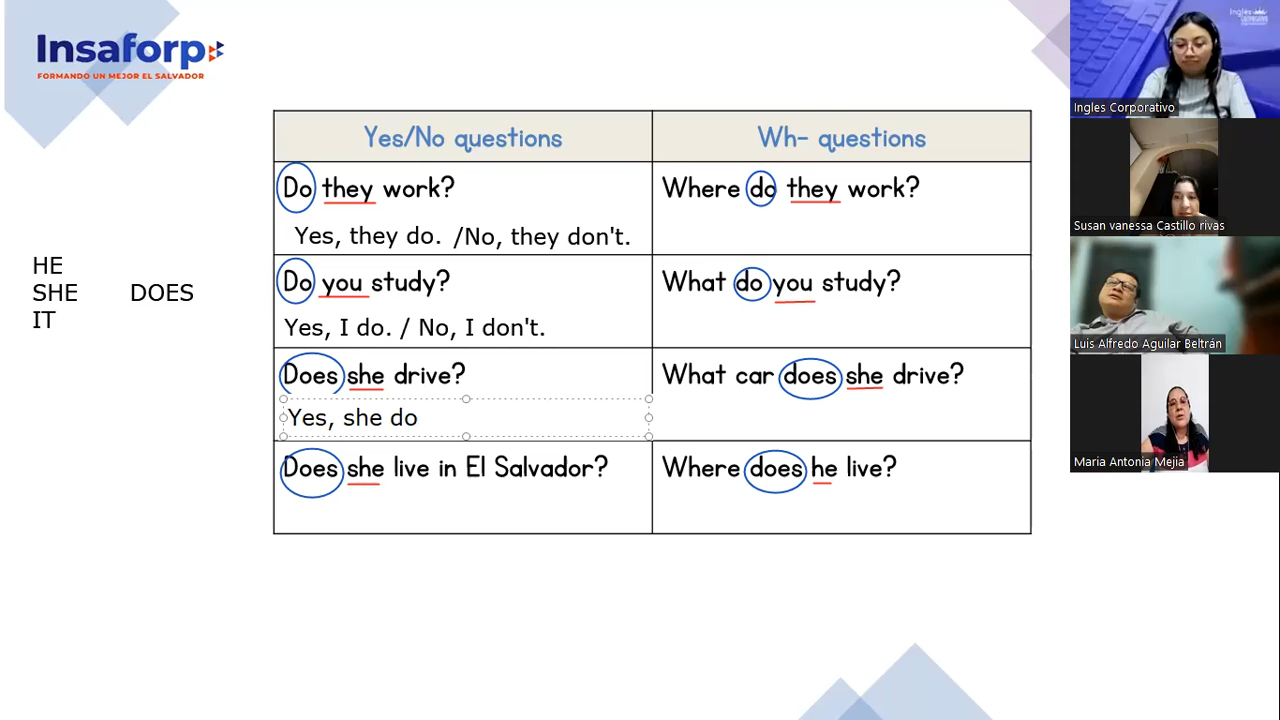 Insaforp
FORMANDO UN MEJOR EL SALVADOR
HE
SHE DOES
IT
Yes/No questions
Wh- questions
Do they work?
Yes, they do. /No, they don't.
Where do they work?
Do you study?
Yes, I do. / No, I don't.
What do you study?
Does she drive?
Yes, she do
What car does she drive?
Does she live in El Salvador?
Where does he live?
Inglés
Ingles Corporativo
Susan vanessa Castillo rivas
Luis Alfredo Aguilar Beltrán
Maria Antonia Mejia